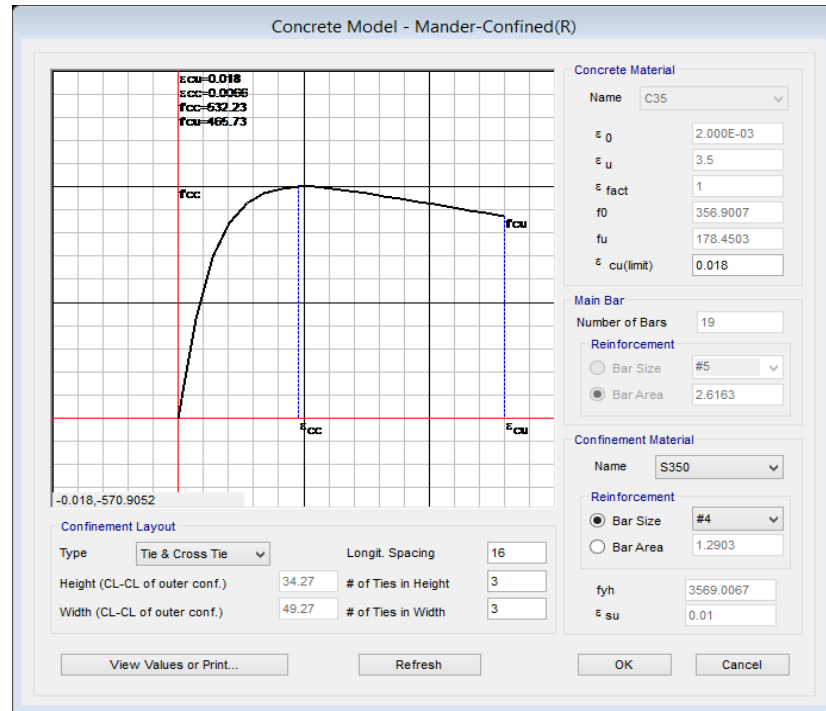 Concrete Model - Mander-Confined(R)
εcu=0.018
εcc=0.0066
fcc=532.23
fcu=465.73
fcc
fcu
εcc
εcu
-0.018,-570.9052
Confinement Layout
Type Tie & Cross Tie Longit. Spacing 16
Height (CL-CL of outer conf.) 34.27 # of Ties in Height 3
Width (CL-CL of outer conf.) 49.27 # of Ties in Width 3
Concrete Material
Name C35
ε 0 2.000E-03
ε u 3.5
ε fact 1
f0 356.9007
fu 178.4503
ε cu(limit) 0.018
Main Bar
Number of Bars 19
Reinforcement
Bar Size #5
Bar Area 2.6163
Confinement Material
Name S350
Reinforcement
Bar Size #4
Bar Area 1.2903
fyh 3569.0067
ε su 0.01
View Values or Print... Refresh OK Cancel